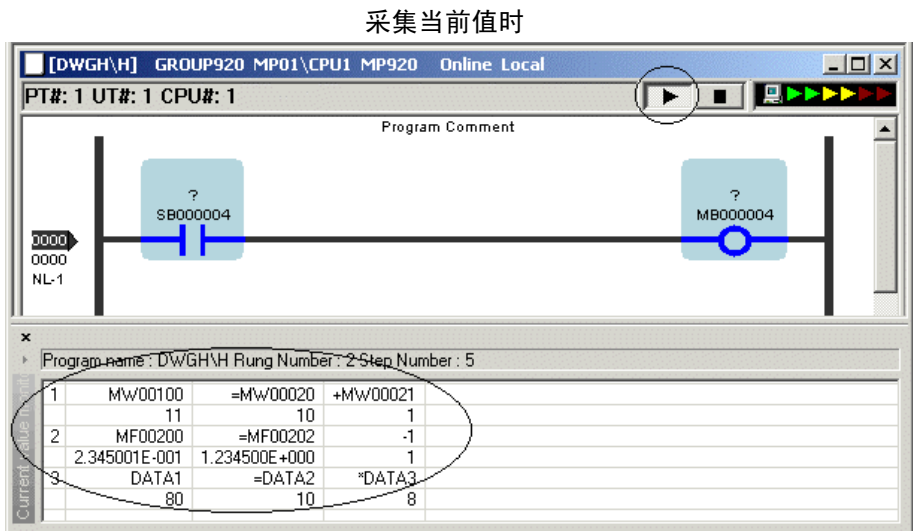 采集当前值时
[DWGH\H] GROUP920 MP01\CPU1 MP920 Online Local
PT#: 1 UT#: 1 CPU#: 1
Program Comment
? ?
SB000004 MB000004
0000
0000
NL-1
Program name : DWGH\H Rung Number : 2 Step Number : 5
Current value monito
1 MW00100 =MW00020 +MW00021
11 10 1
2 MF00200 =MF00202 -1
2.345001E-001 1.234500E+000 1
3 DATA1 =DATA2 *DATA3
80 10 8